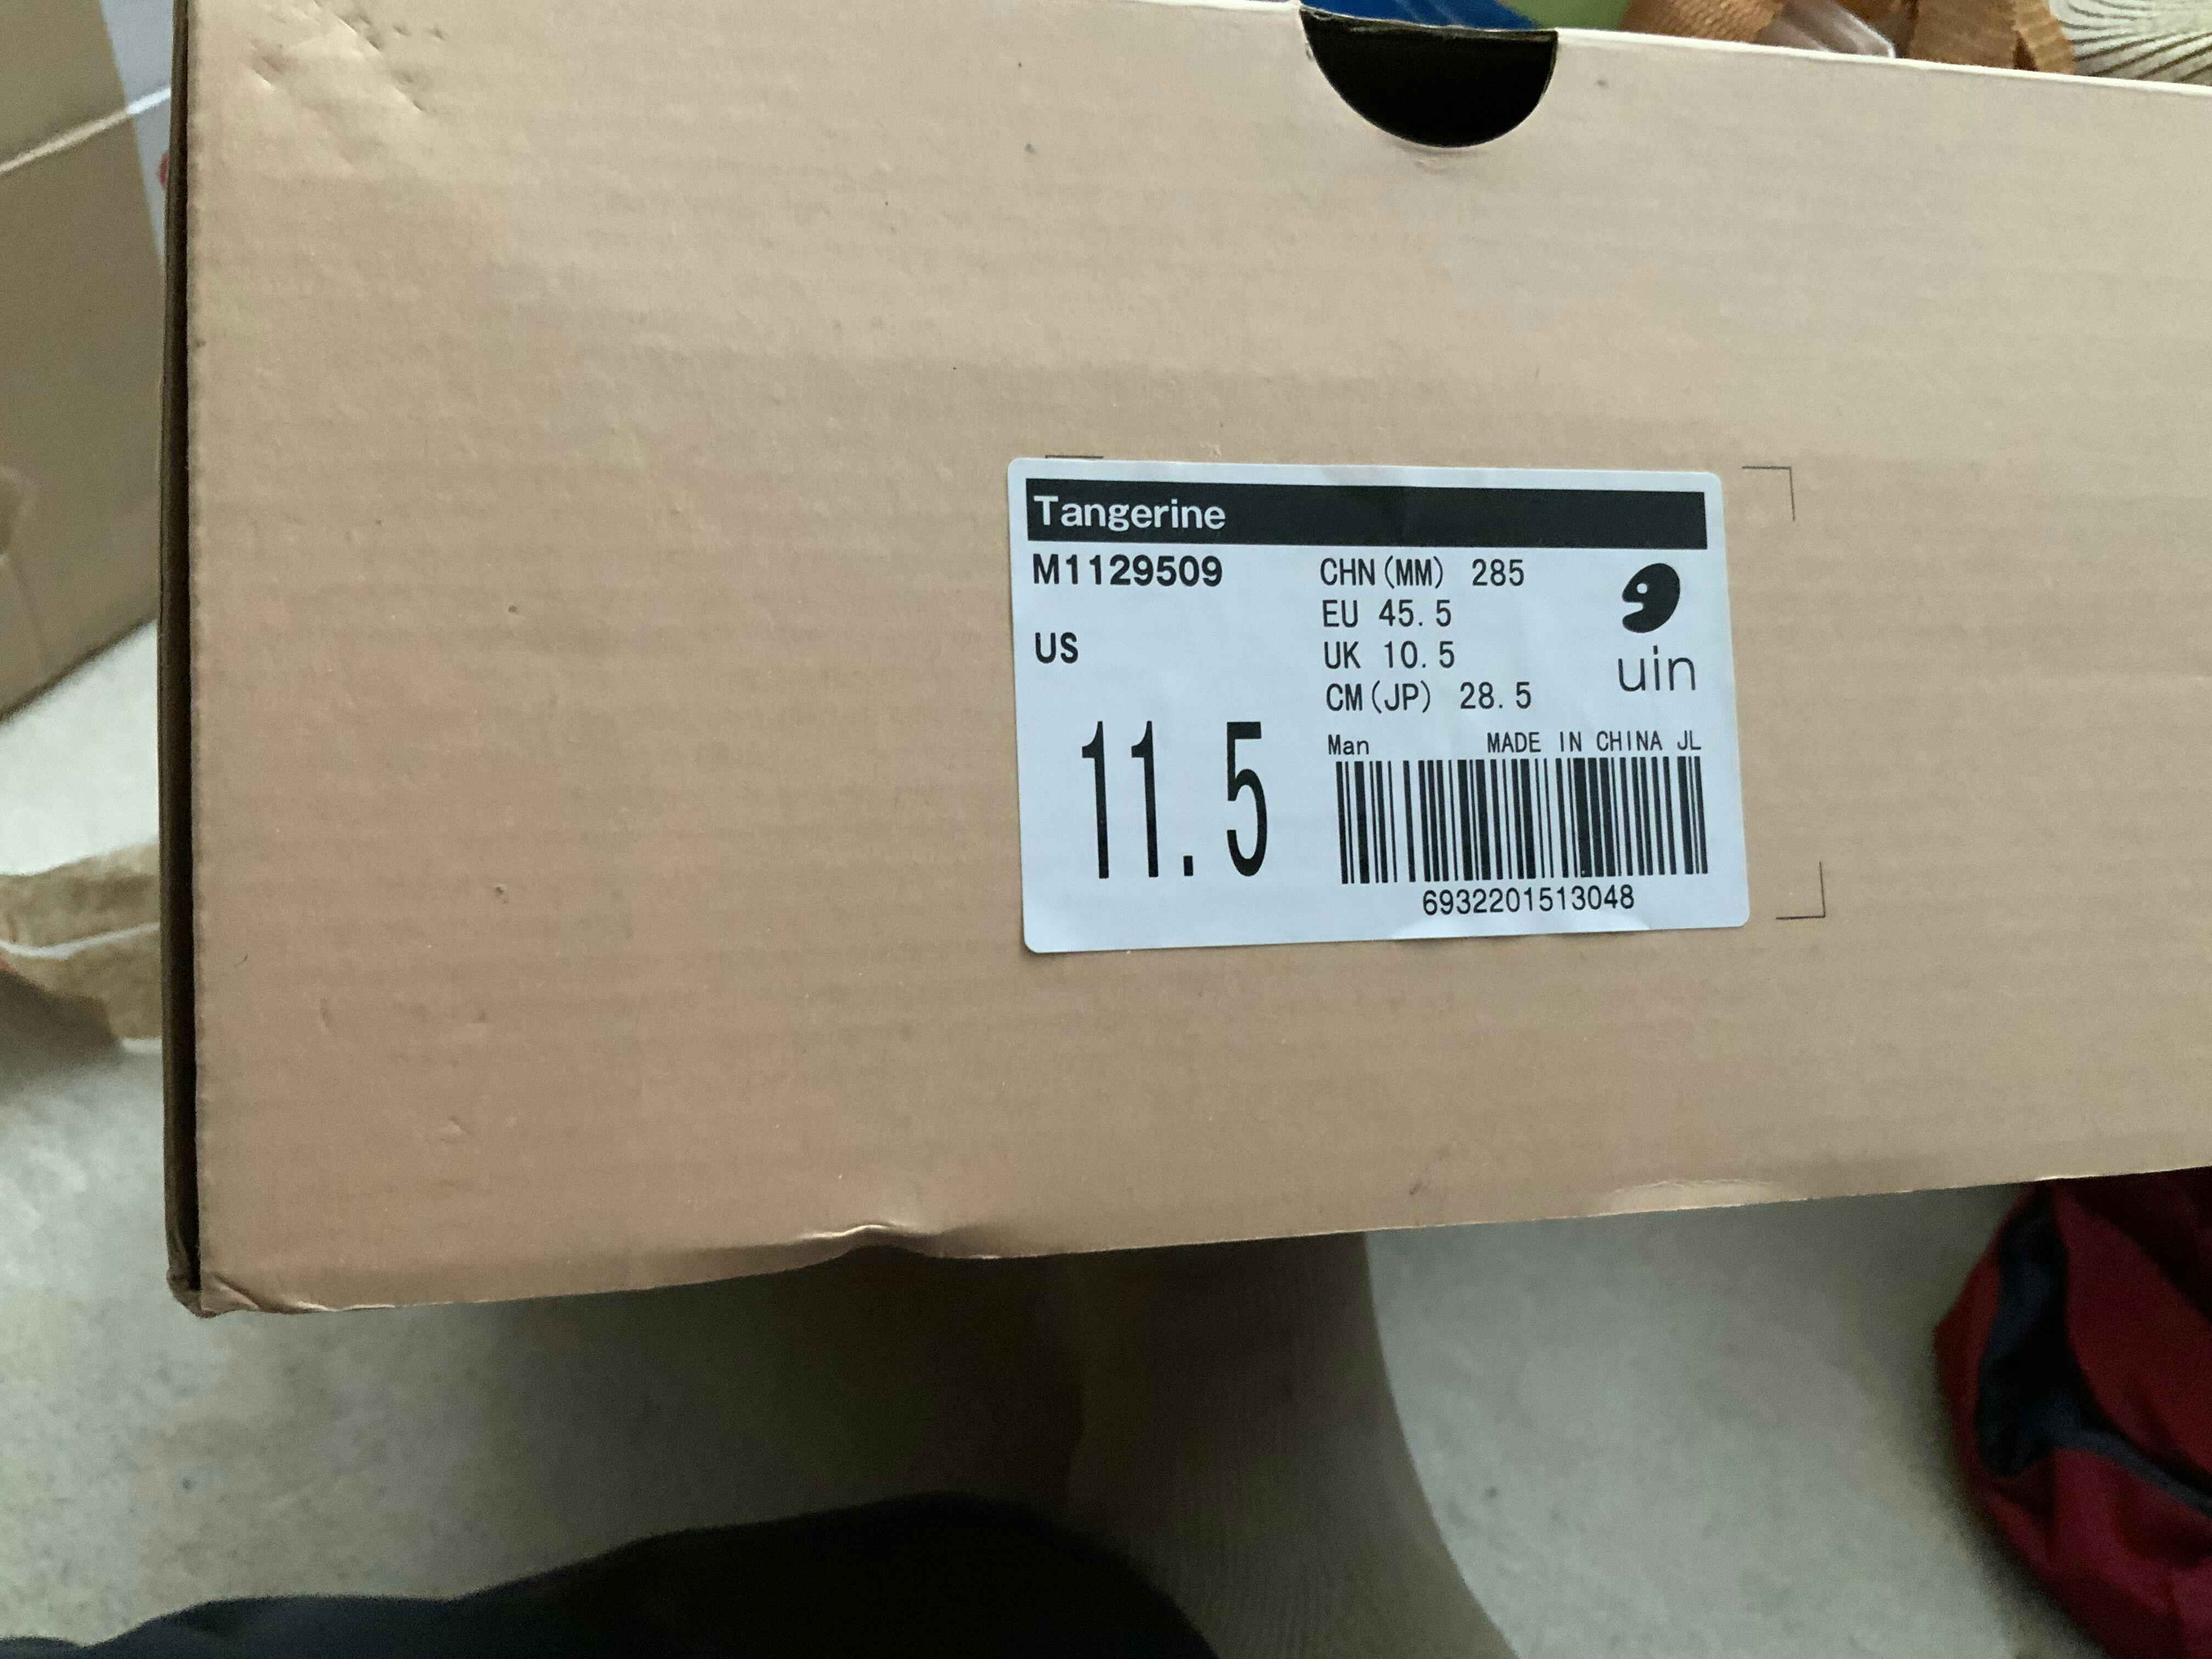 Tangerine
M1129509
US
11.5
CHN(MM) 285
EU 45.5
UK 10.5
CM(JP) 28.5
uin
Man MADE IN CHINA JL
6932201513048